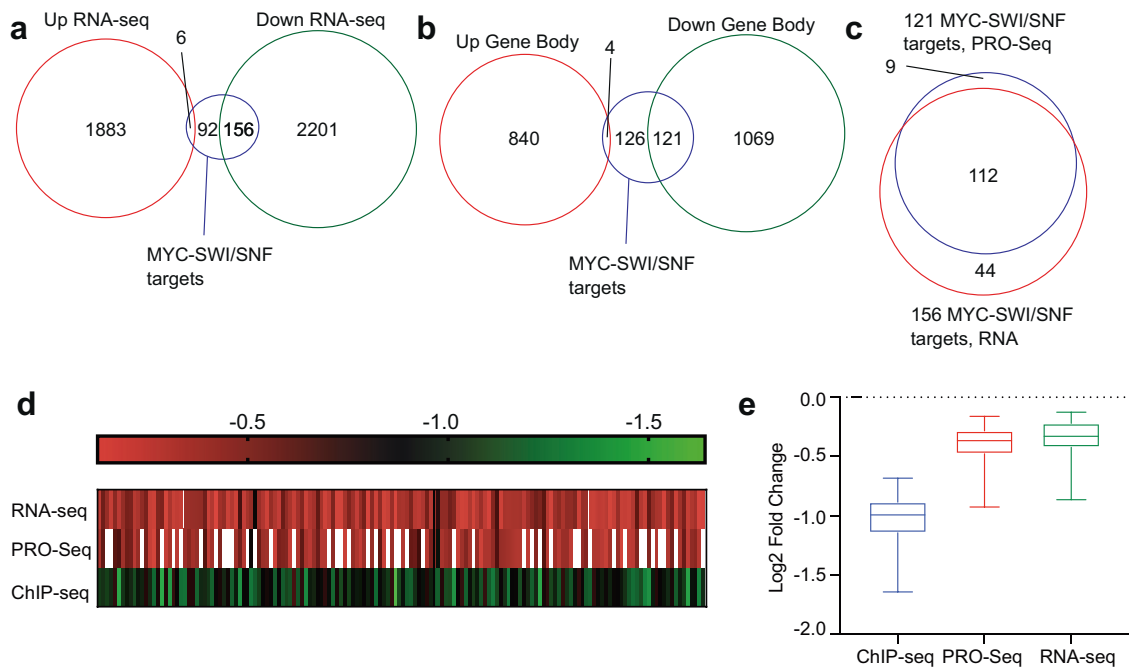 a
Up RNA-seq
6
Down RNA-seq
1883
92
156
2201
MYC-SWI/SNF
targets
b
Up Gene Body
4
Down Gene Body
840
126
121
1069
MYC-SWI/SNF
targets
c
121 MYC-SWI/SNF
targets, PRO-Seq
9
112
44
156 MYC-SWI/SNF
targets, RNA
d
-0.5
-1.0
-1.5
RNA-seq
PRO-Seq
ChIP-seq
e
Log2 Fold Change
0.0
-0.5
-1.0
-1.5
-2.0
ChIP-seq
PRO-Seq
RNA-seq